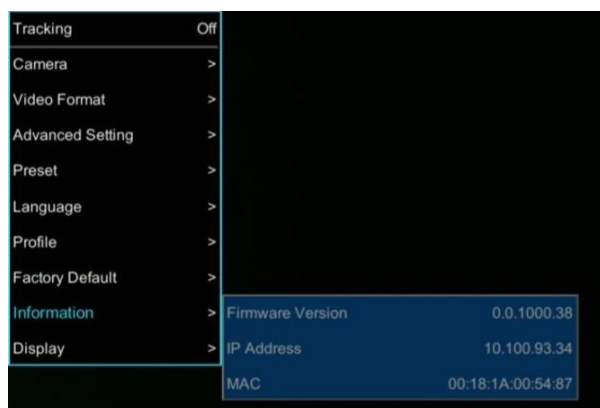 Tracking Off
Camera >
Video Format >
Advanced Setting >
Preset >
Language >
Profile >
Factory Default >
Information >
Display >
Firmware Version 0.0.1000.38
IP Address 10.100.93.34
MAC 00:18:1A:00:54:87